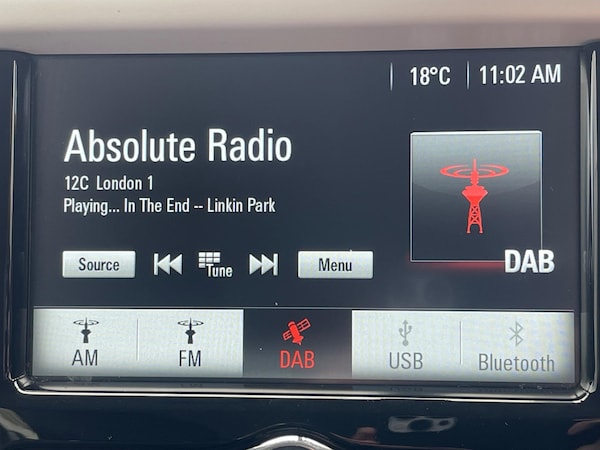 18°C 11:02 AM
Absolute Radio
12C London 1
Playing... In The End -- Linkin Park
DAB
Source Tune Menu
AM FM DAB USB Bluetooth